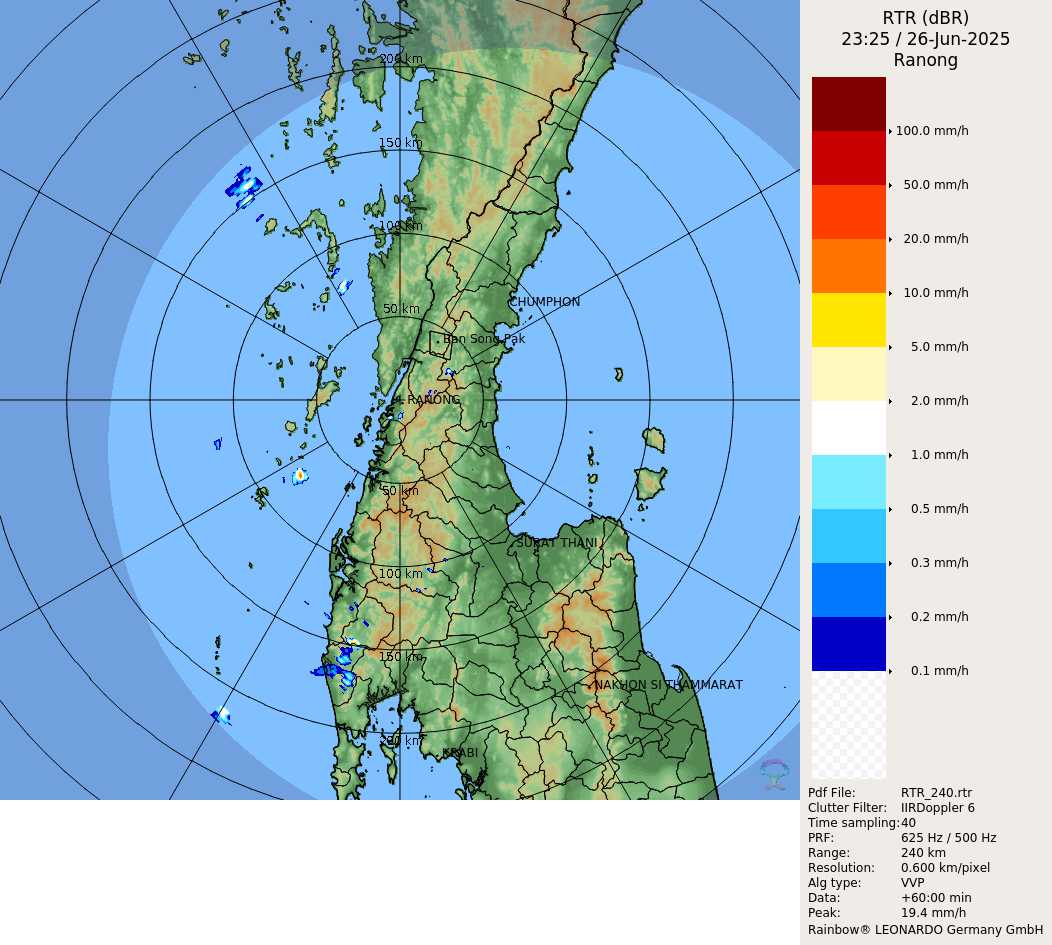 200 km
150 km
100 km
50 km
CHUMPHON
Ban Song Pak
RANONG
50 km
SURAT THANI
100 km
150 km
NAKHON SI THAMMARAT
200 km
KRABI
RTR (dBR)
23:25 / 26-Jun-2025
Ranong
100.0 mm/h
50.0 mm/h
20.0 mm/h
10.0 mm/h
5.0 mm/h
2.0 mm/h
1.0 mm/h
0.5 mm/h
0.3 mm/h
0.2 mm/h
0.1 mm/h
Pdf File: RTR_240.rtr
Clutter Filter: IIRDoppler 6
Time sampling: 40
PRF: 625 Hz / 500 Hz
Range: 240 km
Resolution: 0.600 km/pixel
Alg type: VVP
Data: +60:00 min
Peak: 19.4 mm/h
Rainbow® LEONARDO Germany GmbH